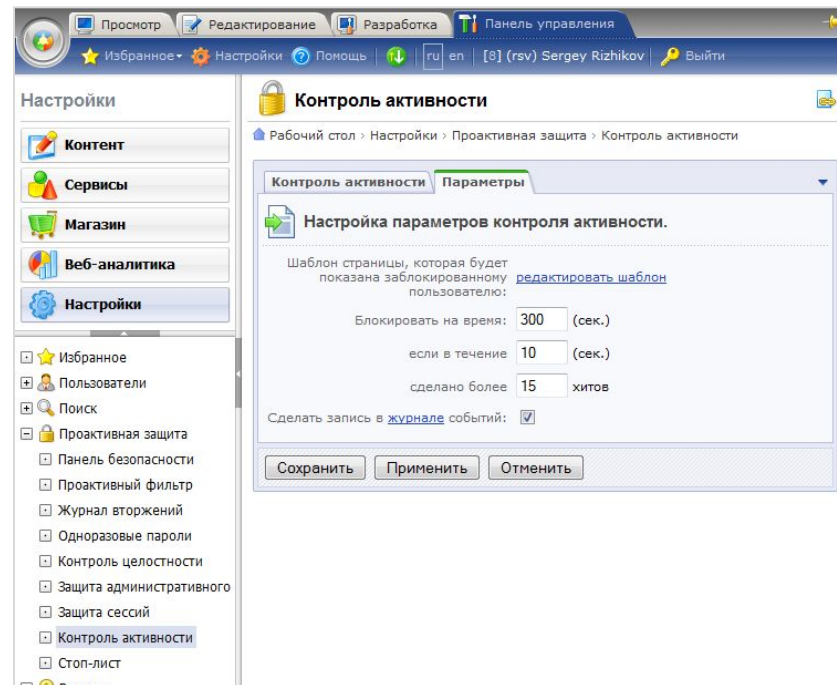 Просмотр Редактирование Разработка Панель управления
Избранное Настройки Помощь ru en [8] (rsv) Sergey Rizhikov Выйти
Настройки
Контент
Сервисы
Магазин
Веб-аналитика
Настройки
Избранное
Пользователи
Поиск
Проактивная защита
Панель безопасности
Проактивный фильтр
Журнал вторжений
Одноразовые пароли
Контроль целостности
Защита административного
Защита сессий
Контроль активности
Стоп-лист
Контроль активности
Рабочий стол › Настройки › Проактивная защита › Контроль активности
Контроль активности Параметры
Настройка параметров контроля активности.
Шаблон страницы, которая будет
показана заблокированному редактировать шаблон
пользователю:
Блокировать на время: 300 (сек.)
если в течение 10 (сек.)
сделано более 15 хитов
Сделать запись в журнале событий:
Сохранить Применить Отменить